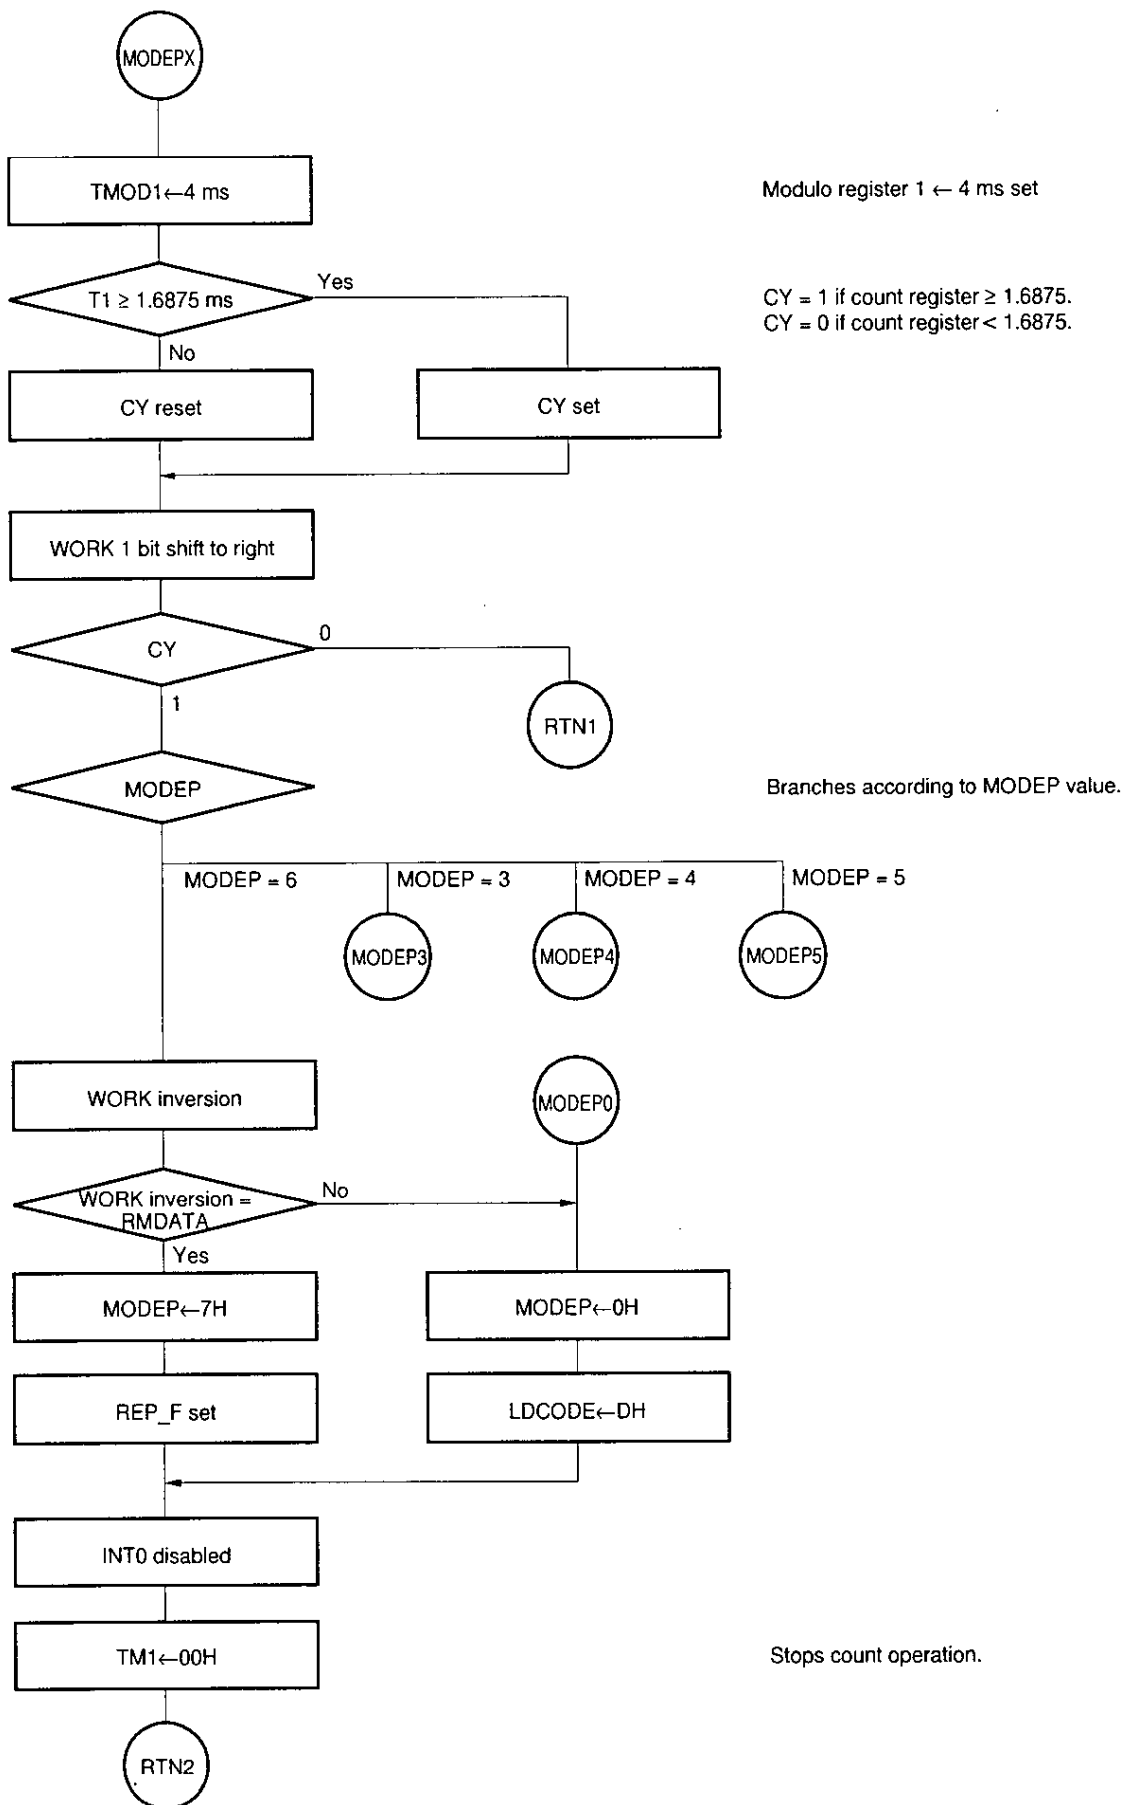 MODEPX
TMOD1←4 ms
Modulo register 1 ← 4 ms set
T1 ≥ 1.6875 ms
Yes
CY = 1 if count register ≥ 1.6875.
CY = 0 if count register < 1.6875.
No
CY reset
CY set
WORK 1 bit shift to right
CY
0
1
RTN1
MODEP
Branches according to MODEP value.
MODEP = 6
MODEP = 3
MODEP = 4
MODEP = 5
MODEP3
MODEP4
MODEP5
WORK inversion
MODEP0
WORK inversion =
RMDATA
No
Yes
MODEP←7H
MODEP←0H
REP_F set
LDCODE←DH
INT0 disabled
TM1←00H
Stops count operation.
RTN2